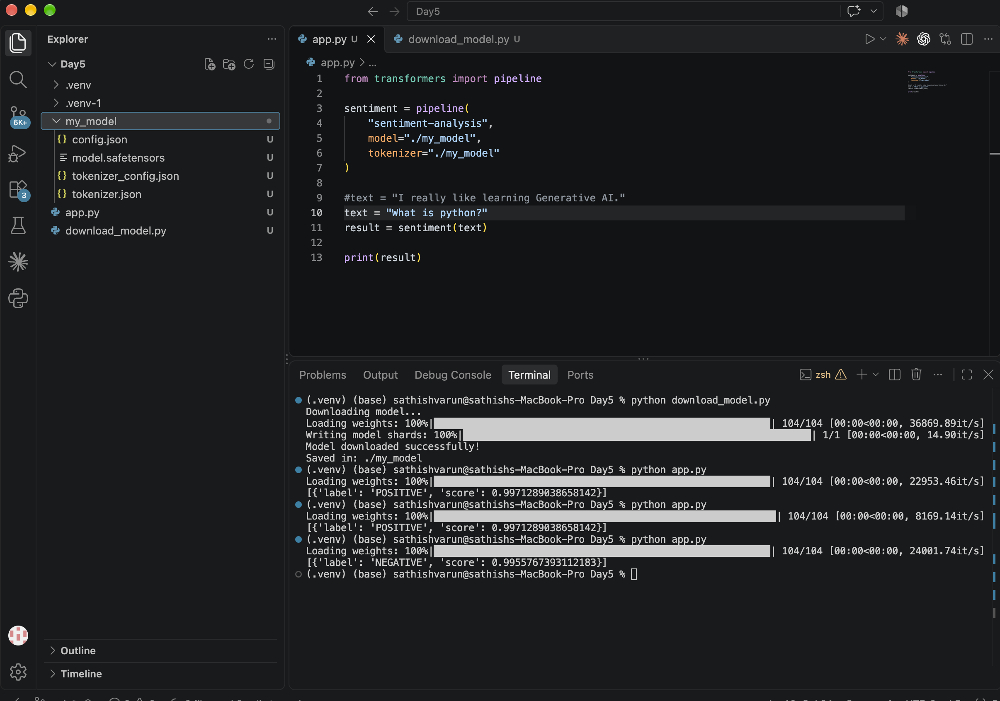 Day5
Explorer
Day5
.venv
.venv-1
my_model
config.json U
model.safetensors U
tokenizer_config.json U
tokenizer.json U
app.py U
download_model.py U
6K+
3
Outline
Timeline
app.py U
download_model.py U
app.py > ...
1 from transformers import pipeline
2
3 sentiment = pipeline(
4     "sentiment-analysis",
5     model="./my_model",
6     tokenizer="./my_model"
7 )
8
9 #text = "I really like learning Generative AI."
10 text = "What is python?"
11 result = sentiment(text)
12
13 print(result)
Problems Output Debug Console Terminal Ports
zsh
(.venv) (base) sathishvarun@sathishs-MacBook-Pro Day5 % python download_model.py
Downloading model...
Loading weights: 100%| | 104/104 [00:00<00:00, 36869.89it/s]
Writing model shards: 100%| | 1/1 [00:00<00:00, 14.90it/s]
Model downloaded successfully!
Saved in: ./my_model
(.venv) (base) sathishvarun@sathishs-MacBook-Pro Day5 % python app.py
Loading weights: 100%| | 104/104 [00:00<00:00, 22953.46it/s]
[{'label': 'POSITIVE', 'score': 0.9971289038658142}]
(.venv) (base) sathishvarun@sathishs-MacBook-Pro Day5 % python app.py
Loading weights: 100%| | 104/104 [00:00<00:00, 8169.14it/s]
[{'label': 'POSITIVE', 'score': 0.9971289038658142}]
(.venv) (base) sathishvarun@sathishs-MacBook-Pro Day5 % python app.py
Loading weights: 100%| | 104/104 [00:00<00:00, 24001.74it/s]
[{'label': 'NEGATIVE', 'score': 0.9955767393112183}]
(.venv) (base) sathishvarun@sathishs-MacBook-Pro Day5 %